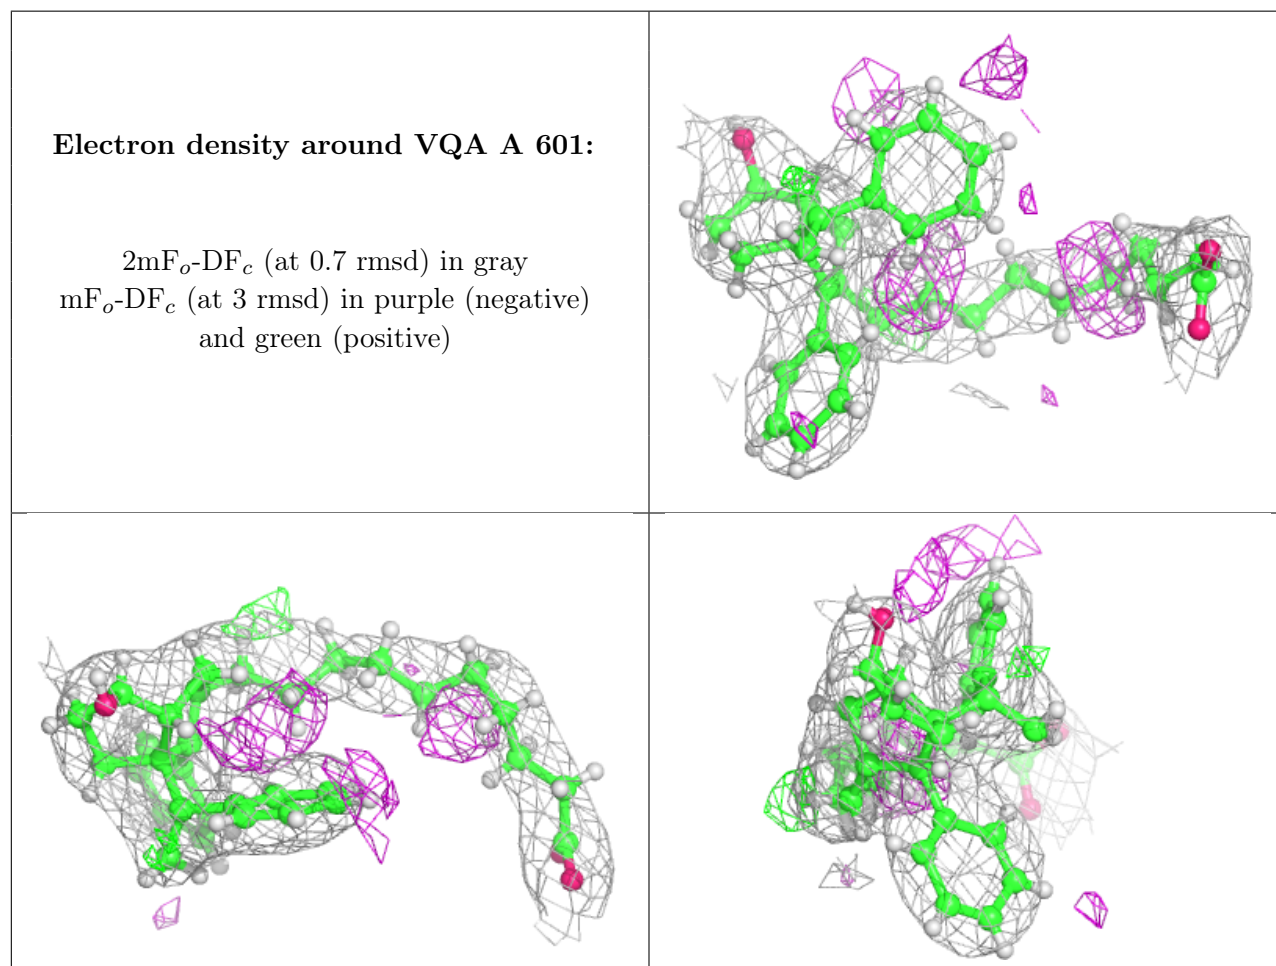 Electron density around VQA A 601:
2mFo-DFc (at 0.7 rmsd) in gray
mFo-DFc (at 3 rmsd) in purple (negative)
and green (positive)